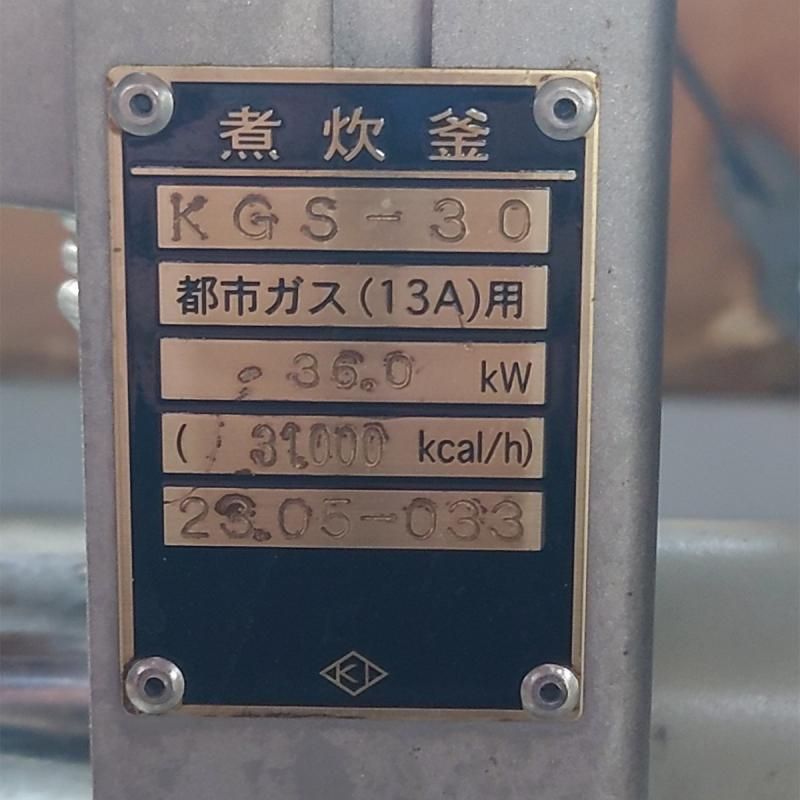 煮炊釜
KGS-30
都市ガス(13A)用
36.0 kW
(31.000 kcal/h)
23.05-033
KI